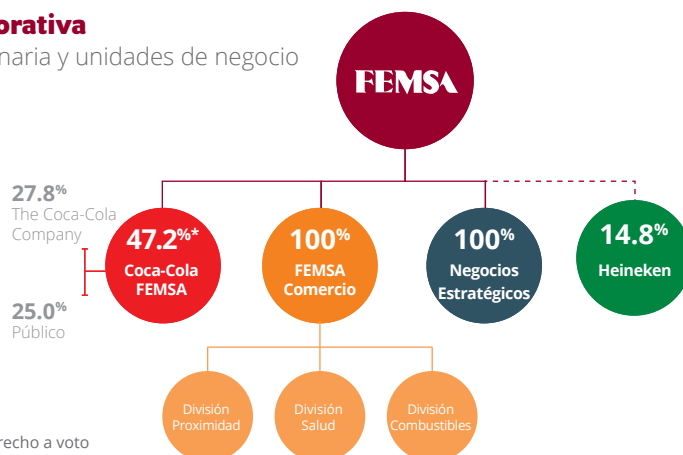 orativa
naria y unidades de negocio
FEMSA
27.8%
The Coca-Cola
Company
25.0%
Público
47.2%*
Coca-Cola
FEMSA
100%
FEMSA
Comercio
100%
Negocios
Estratégicos
14.8%
Heineken
División
Proximidad
División
Salud
División
Combustibles
recho a voto